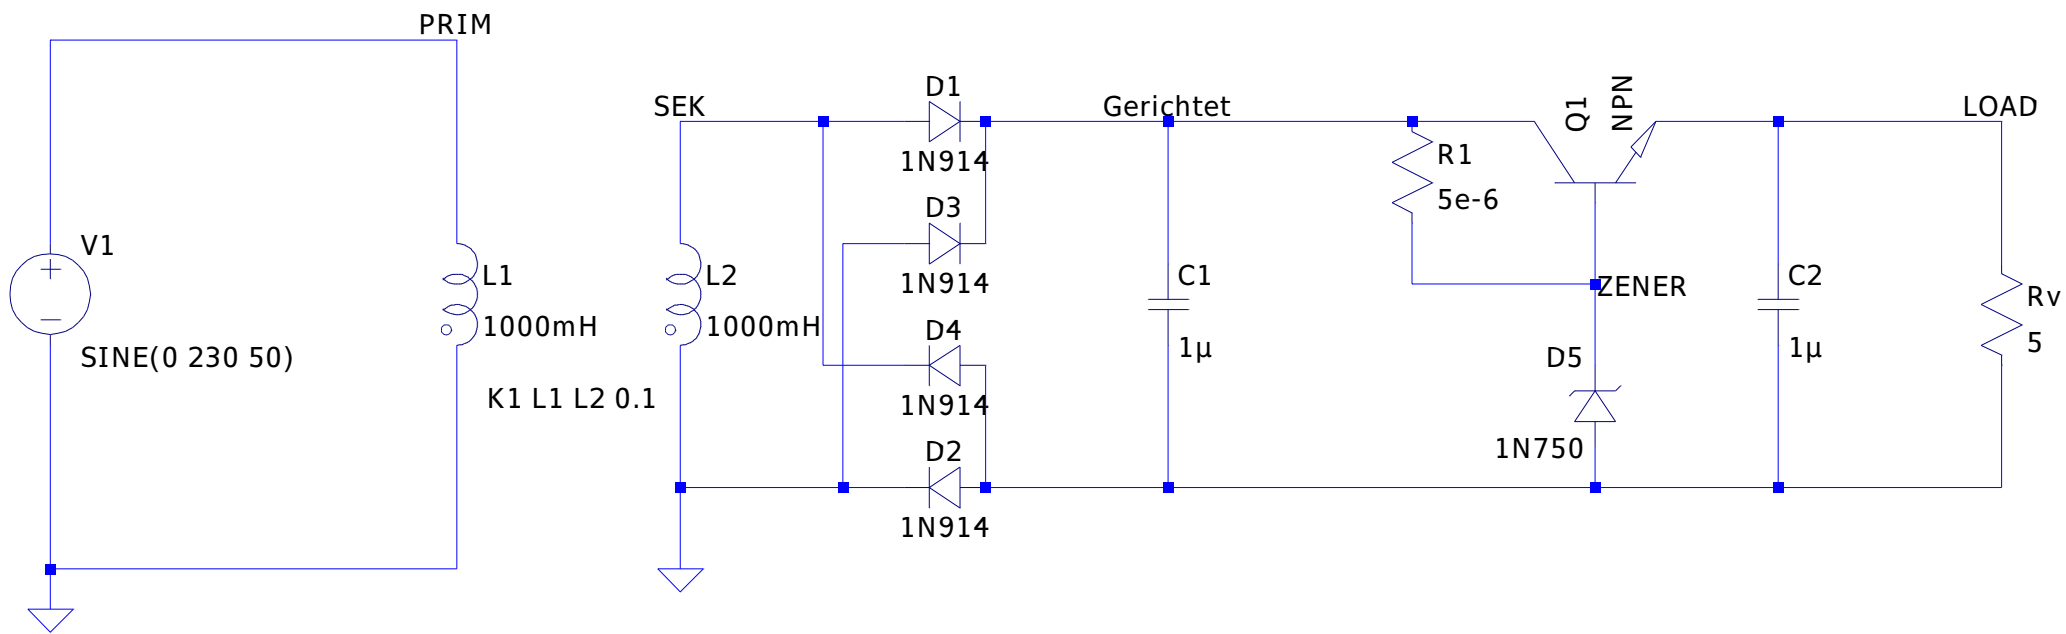 PRIM
V1
SINE(0 230 50)
L1
1000mH
K1 L1 L2 0.1
SEK
L2
1000mH
D1
1N914
D3
1N914
D4
1N914
D2
1N914
Gerichtet
C1
1µ
R1
5e-6
Q1
NPN
ZENER
D5
1N750
C2
1µ
LOAD
Rv
5